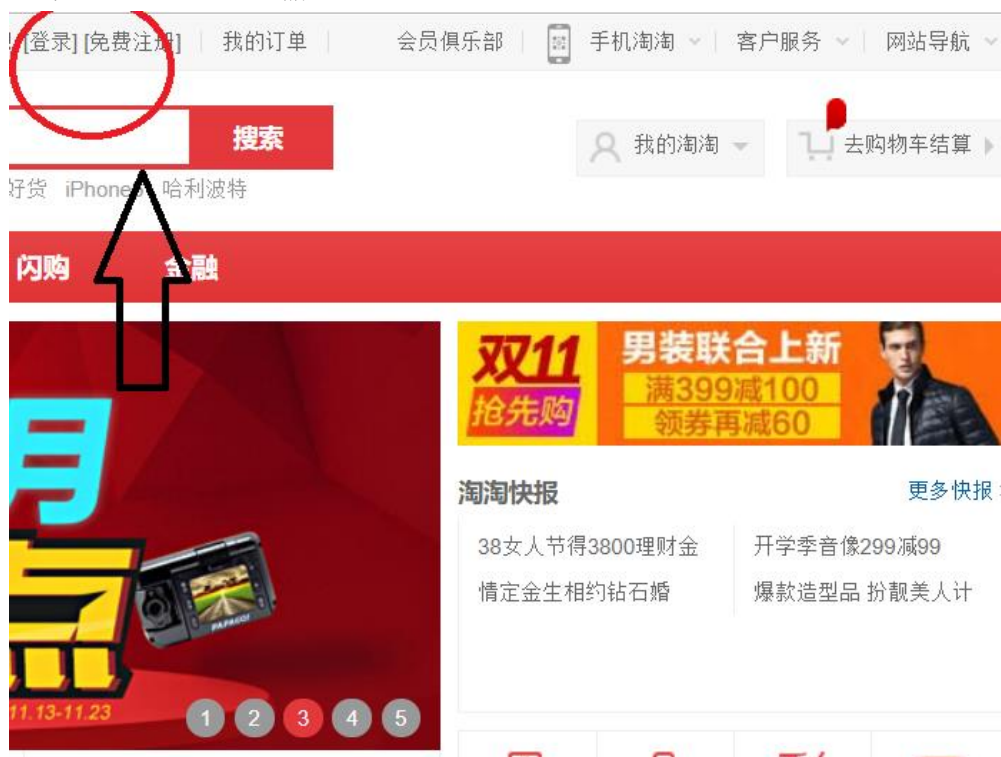 [登录] [免费注册] 我的订单 会员俱乐部 手机淘淘 客户服务 网站导航
搜索
我的淘淘
去购物车结算
好货 iPhone 哈利波特
闪购 金融
双11
抢先购
男装联合上新
满399减100
领券再减60
月
点
PAPAGO!
11.13-11.23
1 2 3 4 5
淘淘快报 更多快报
38女人节得3800理财金 开学季音像299减99
情定金生相约钻石婚 爆款造型品 扮靓美人计